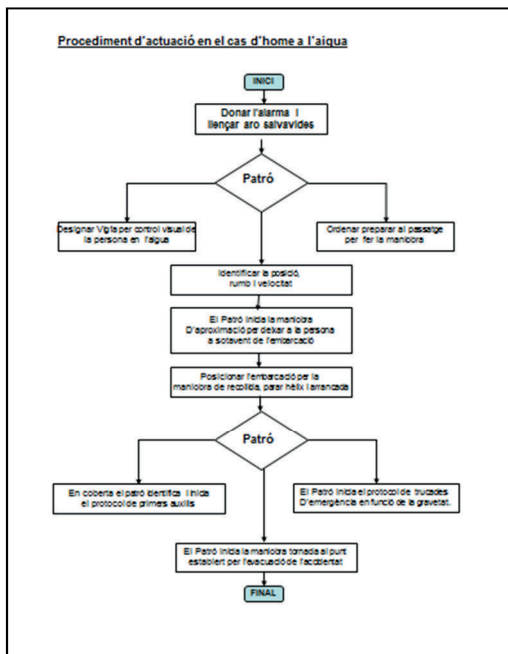 Procediment d'actuació en el cas d'home a l'aigua
INICI
Donar l'alarma i
llençar aro salvavides
Patró
Designar Vigia per control visual de
la persona en l'aigua
Ordenar preparar al passatge
per fer la maniobra
Identificar la posició,
rumb i velocitat
El Patró inicia la maniobra
D'aproximació per deixar a la persona
a sotavent de l'embarcació
Posicionar l'embarcació per la
maniobra de recollida, parar hèlix i arrancada
Patró
En coberta el patró identifica i inicia
el protocol de primers auxilis
El Patró inicia el protocol de trucades
D'emergència en funció de la gravetat.
El Patró inicia la maniobra tornada al punt
establert per l'evacuació de l'accidentat
FINAL